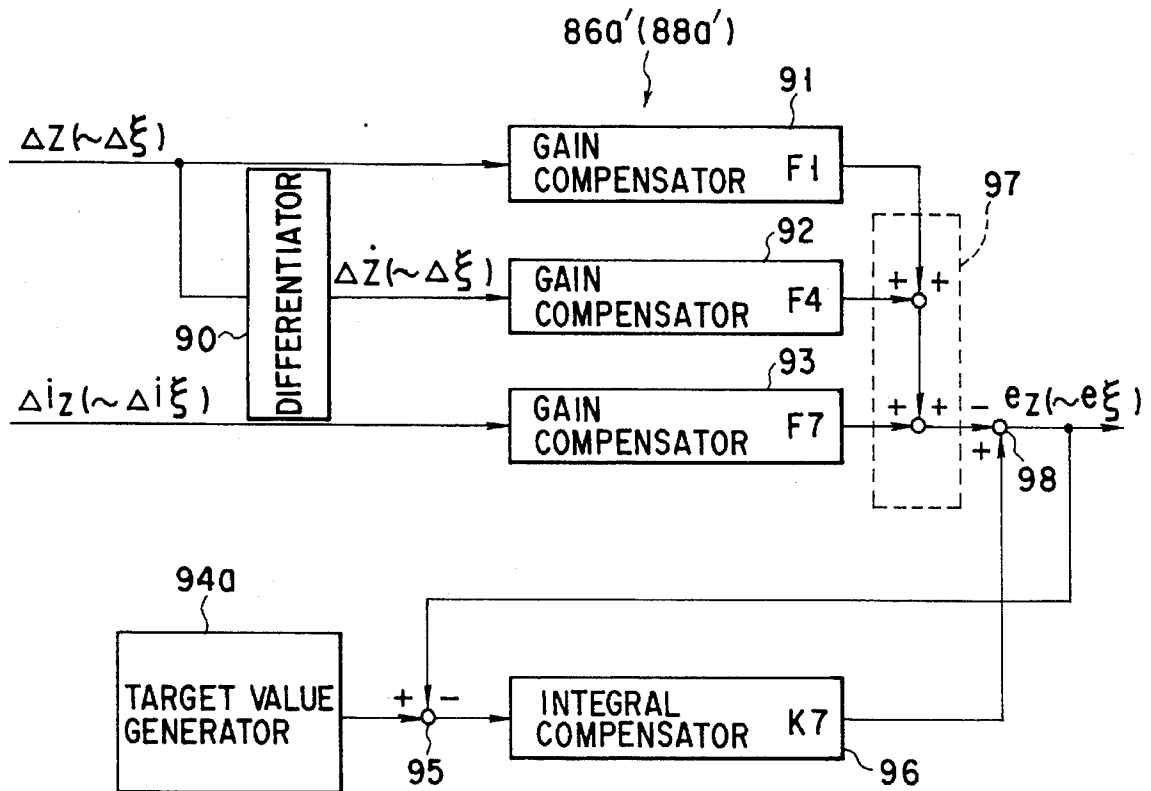 86a'(88a')
91
ΔZ(~Δξ)
GAIN
COMPENSATOR F1
97
92
DIFFERENTIATOR
ΔŻ(~Δξ)
+ +
GAIN
COMPENSATOR F4
90
93
Δiz(~Δiξ)
+ + - ez(~eξ)
GAIN
COMPENSATOR F7
+
98
94a
TARGET VALUE
GENERATOR
+ -
INTEGRAL
COMPENSATOR K7
95
96